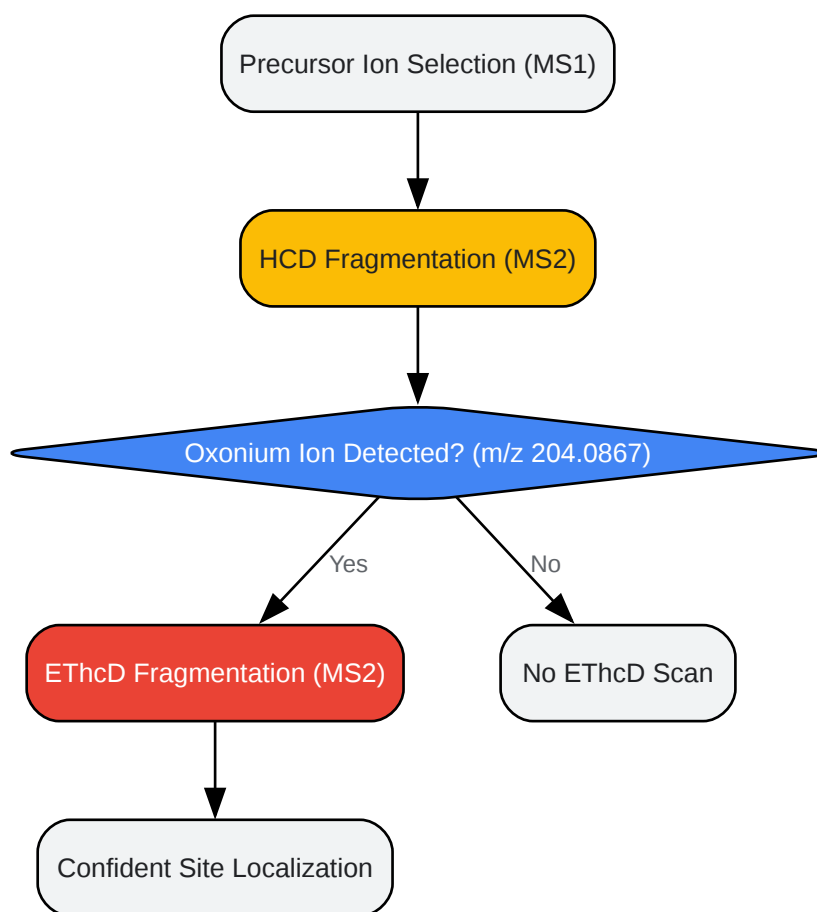 Precursor Ion Selection (MS1)
HCD Fragmentation (MS2)
Oxonium Ion Detected? (m/z 204.0867)
Yes
No
EThcD Fragmentation (MS2)
No EThcD Scan
Confident Site Localization